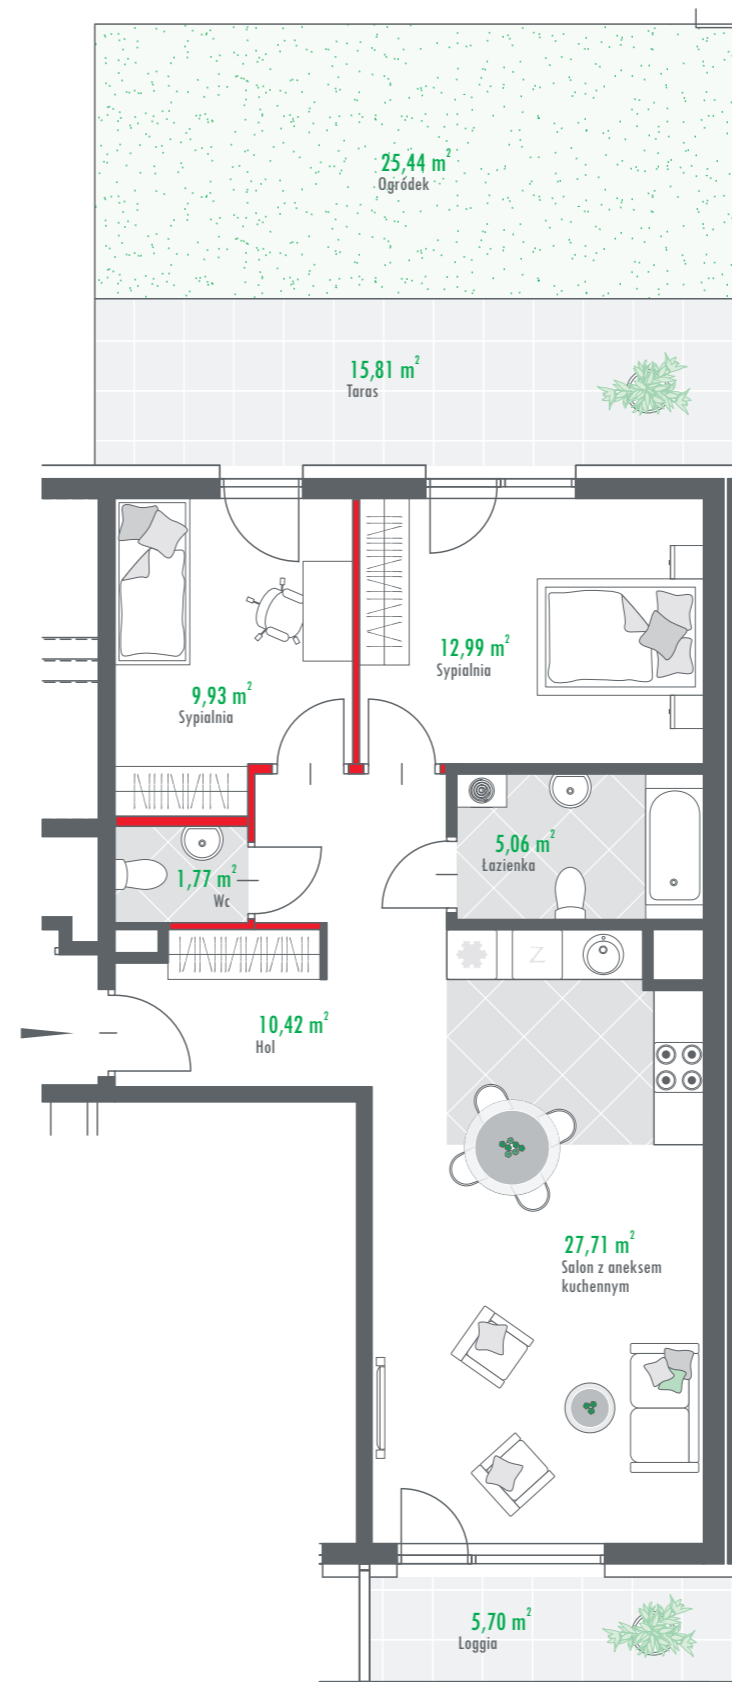 25,44 m²
Ogródek
15,81 m²
Taras
12,99 m²
Sypialnia
9,93 m²
Sypialnia
5,06 m²
Łazienka
1,77 m²
Wc
Z
10,42 m²
Hol
27,71 m²
Salon z aneksem
kuchennym
5,70 m²
Loggia